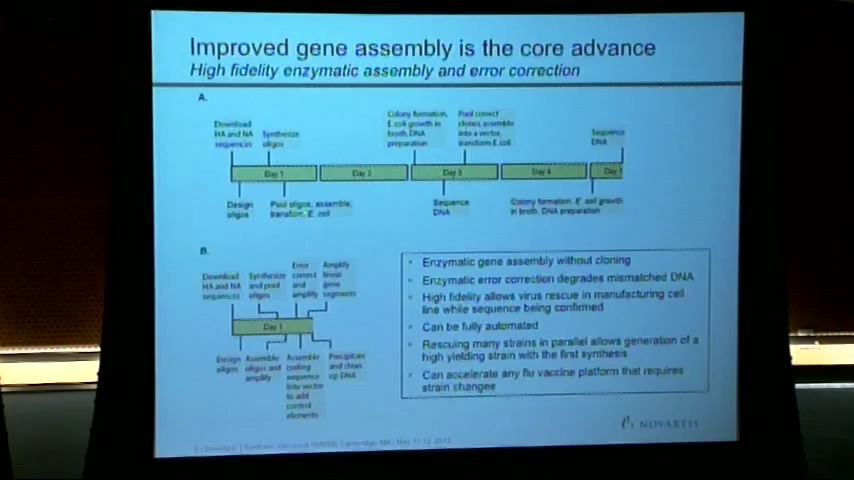 Improved gene assembly is the core advance
High fidelity enzymatic assembly and error correction
A.
Download
HA and NA
sequences
Synthesize
oligos
Colony formation,
E. coli growth in
broth, DNA
preparation
Pool correct
clones, assemble
into a vector,
transform E. coli
Sequence
DNA
Day 1
Day 2
Day 3
Day 4
Day
Design
oligos
Pool oligos, assemble,
transform, E. coli
Sequence
DNA
Colony formation, E. coli growth
in broth, DNA preparation
B.
Download
HA and NA
sequences
Synthesize
and pool
oligos
Error
correct
and
amplify
Amplify
linear
gene
segments
Day 1
Design
oligos
Assemble
oligos and
amplify
Assemble
coding
sequence
into vector
to add
control
elements
Precipitate
and clean
up DNA
• Enzymatic gene assembly without cloning
• Enzymatic error correction degrades mismatched DNA
• High fidelity allows virus rescue in manufacturing cell
line while sequence being confirmed
• Can be fully automated
• Rescuing many strains in parallel allows generation of a
high yielding strain with the first synthesis
• Can accelerate any flu vaccine platform that requires
strain changes
NOVARTIS